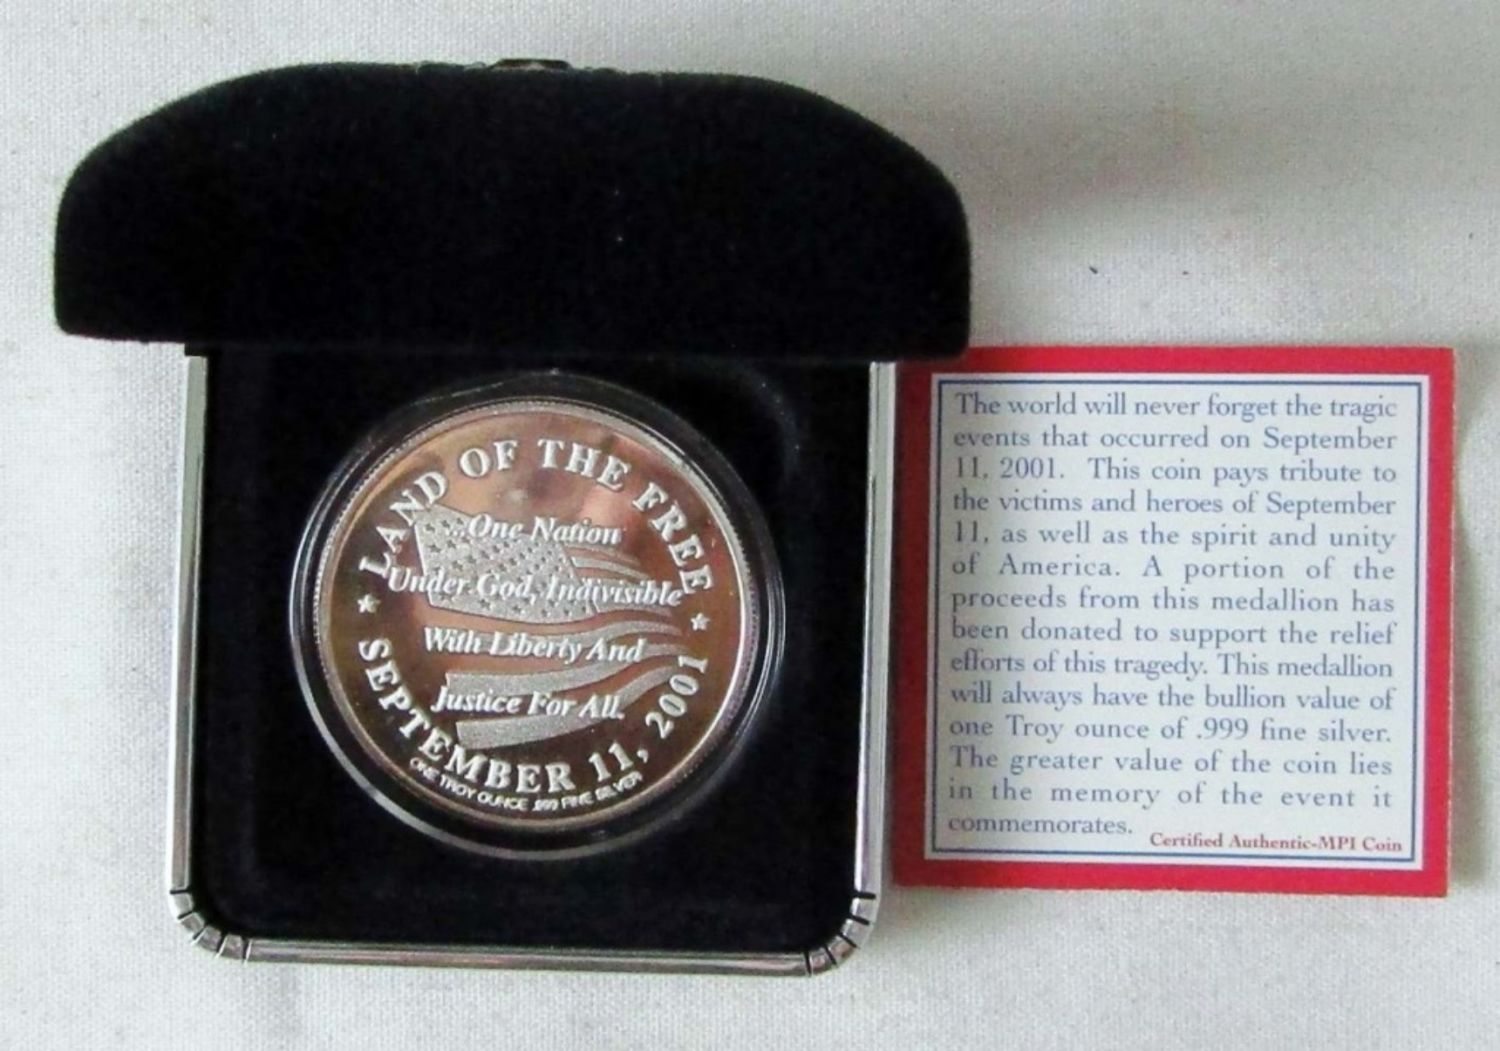 LAND OF THE FREE
One Nation
Under God, Indivisible
With Liberty And
Justice For All.
SEPTEMBER 11, 2001
ONE TROY OUNCE .999 FINE SILVER
The world will never forget the tragic
events that occurred on September
11, 2001. This coin pays tribute to
the victims and heroes of September
11, as well as the spirit and unity
of America. A portion of the
proceeds from this medallion has
been donated to support the relief
efforts of this tragedy. This medallion
will always have the bullion value of
one Troy ounce of .999 fine silver.
The greater value of the coin lies
in the memory of the event it
commemorates.
Certified Authentic-MPI Coin